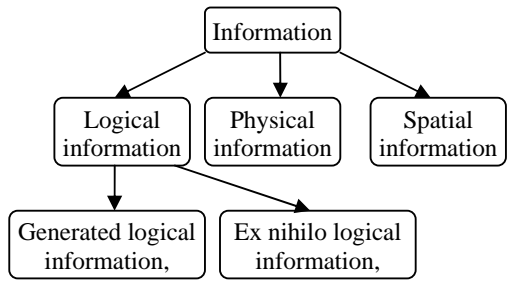 Information
Logical
information
Physical
information
Spatial
information
Generated logical
information,
Ex nihilo logical
information,